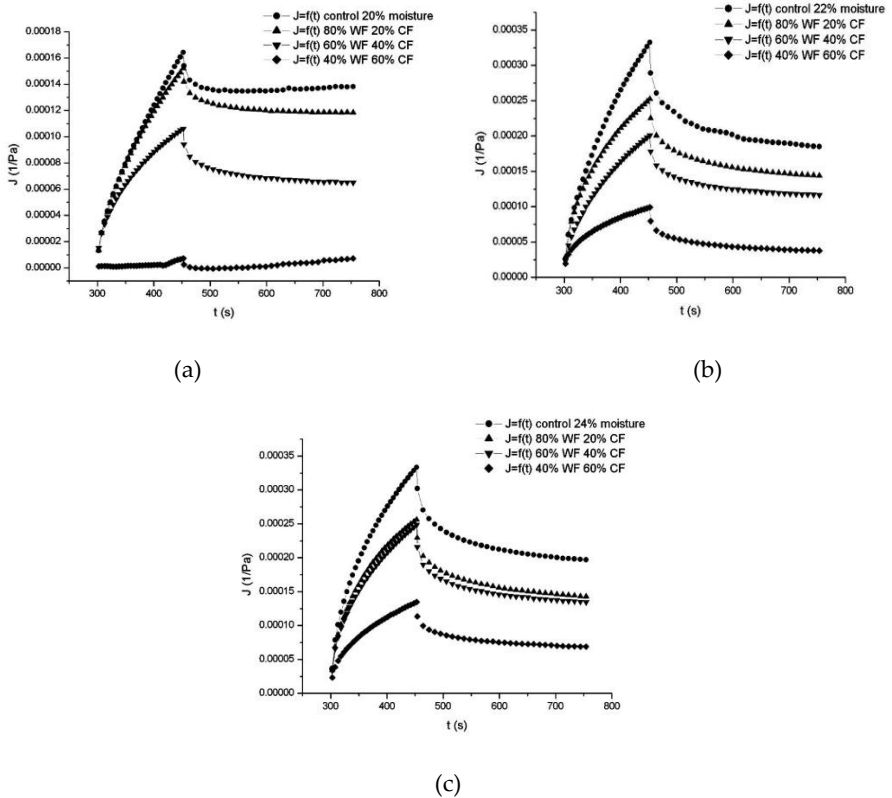 J=f(t) control 20% moisture
J=f(t) 80% WF 20% CF
J=f(t) 60% WF 40% CF
J=f(t) 40% WF 60% CF
0.00018
0.00016
0.00014
0.00012
0.00010
0.00008
0.00006
0.00004
0.00002
0.00000
J (1/Pa)
300 400 500 600 700 800
t (s)
(a)
J=f(t) control 22% moisture
J=f(t) 80% WF 20% CF
J=f(t) 60% WF 40% CF
J=f(t) 40% WF 60% CF
0.00035
0.00030
0.00025
0.00020
0.00015
0.00010
0.00005
0.00000
J (1/Pa)
300 400 500 600 700 800
t (s)
(b)
J=f(t) control 24% moisture
J=f(t) 80% WF 20% CF
J=f(t) 60% WF 40% CF
J=f(t) 40% WF 60% CF
0.00035
0.00030
0.00025
0.00020
0.00015
0.00010
0.00005
0.00000
J (1/Pa)
300 400 500 600 700 800
t (s)
(c)